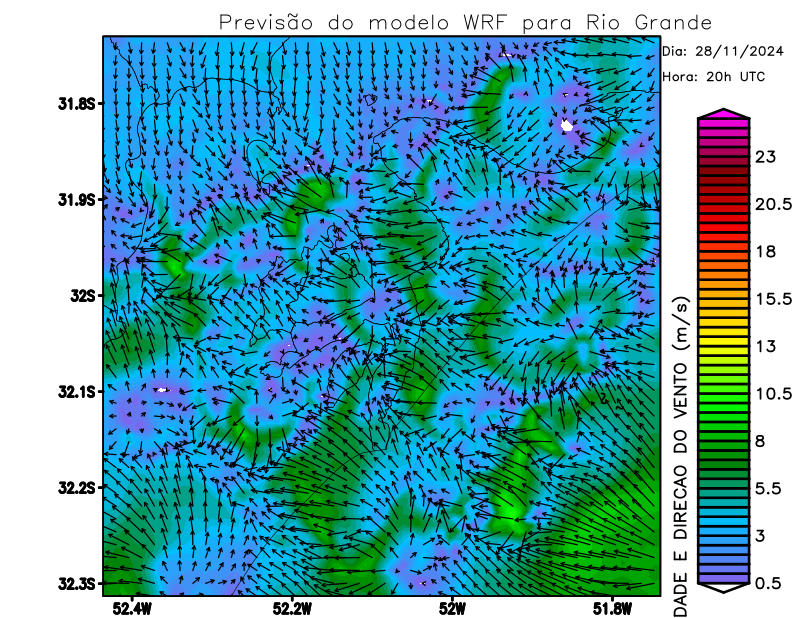 Previsão do modelo WRF para Rio Grande
Dia: 28/11/2024
Hora: 20h UTC
31.8S
31.9S
32S
32.1S
32.2S
32.3S
52.4W
52.2W
52W
51.8W
23
20.5
18
15.5
13
10.5
8
5.5
3
0.5
DADE E DIRECAO DO VENTO (m/s)